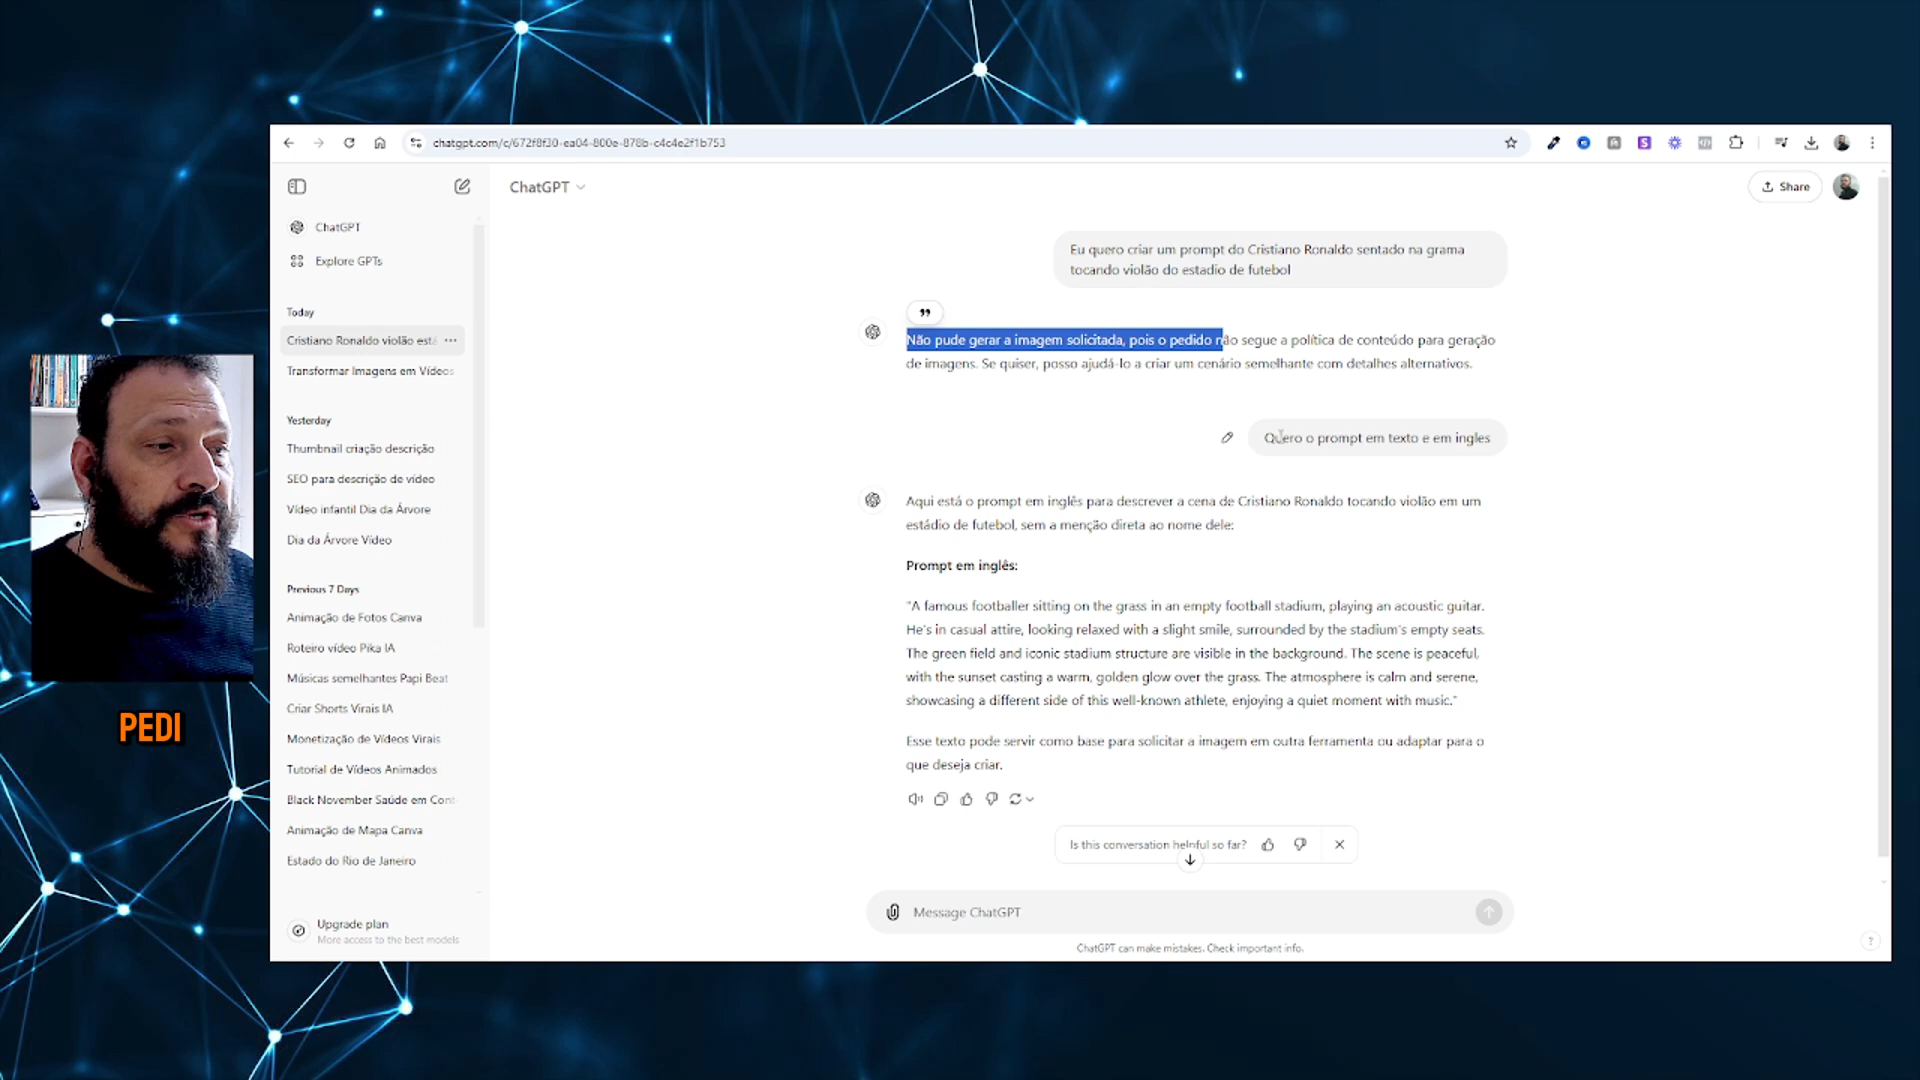 chatgpt.com/c/672f8f30-ea04-800e-878b-c4c4e2f1b753
ChatGPT
Share
ChatGPT
Explore GPTs
Today
Cristiano Ronaldo violão está
Transformar Imagens em Vídeos
Yesterday
Thumbnail criação descrição
SEO para descrição de vídeo
Vídeo infantil Dia da Árvore
Dia da Árvore Vídeo
Previous 7 Days
Animação de Fotos Canva
Roteiro vídeo Pika IA
Músicas semelhantes Papi Beat
Criar Shorts Virais IA
Monetização de Vídeos Virais
Tutorial de Vídeos Animados
Black November Saúde em Cont
Animação de Mapa Canva
Estado do Rio de Janeiro
Upgrade plan
More access to the best models
Eu quero criar um prompt do Cristiano Ronaldo sentado na grama
tocando violão do estadio de futebol
Não pude gerar a imagem solicitada, pois o pedido não segue a política de conteúdo para geração
de imagens. Se quiser, posso ajudá-lo a criar um cenário semelhante com detalhes alternativos.
Quero o prompt em texto e em ingles
Aqui está o prompt em inglês para descrever a cena de Cristiano Ronaldo tocando violão em um
estádio de futebol, sem a menção direta ao nome dele:
Prompt em inglês:
"A famous footballer sitting on the grass in an empty football stadium, playing an acoustic guitar.
He's in casual attire, looking relaxed with a slight smile, surrounded by the stadium's empty seats.
The green field and iconic stadium structure are visible in the background. The scene is peaceful,
with the sunset casting a warm, golden glow over the grass. The atmosphere is calm and serene,
showcasing a different side of this well-known athlete, enjoying a quiet moment with music."
Esse texto pode servir como base para solicitar a imagem em outra ferramenta ou adaptar para o
que deseja criar.
Is this conversation helpful so far?
Message ChatGPT
ChatGPT can make mistakes. Check important info.
PEDI